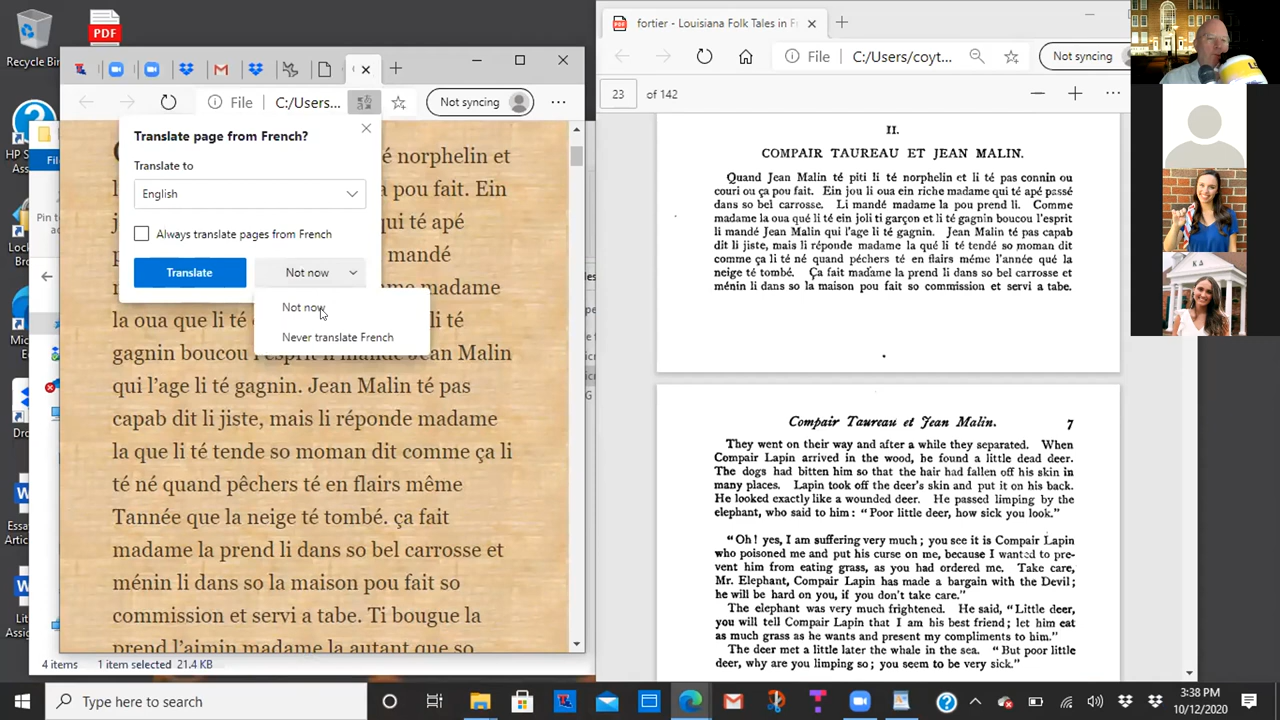 Recycle Bin
PDF
HP S
Lock
Dro
Essa
Lit
Assig
Fil
Pin to
Not syncing
File
C:/Users...
Translate page from French?
Translate to
English
Always translate pages from French
Translate
Not now
Not now
Never translate French
té norphelin et
a pou fait. Ein
qui té apé
mandé
me madame
la oua que li té
li té
gagnin boucou l'esprit li mandé Jean Malin
qui l'age li té gagnin. Jean Malin té pas
capab dit li jiste, mais li réponde madame
la que li té tende so moman dit comme ça li
té né quand pêchers té en flairs même
Tannée que la neige té tombé. ça fait
madame la prend li dans so bel carrosse et
ménin li dans so la maison pou fait so
commission et servi a tabe. Ti bougue la
prend l'aimin madame la autant que so
4 items
1 item selected 21.4 KB
fortier - Louisiana Folk Tales in F
File
C:/Users/coyt...
Not syncing
23 of 142
II.
COMPAIR TAUREAU ET JEAN MALIN.
Quand Jean Malin té piti li té norphelin et li té pas connin ou
couri ou ça pou fait. Ein jou li oua ein riche madame qui té apé passé
dans so bel carrosse. Li mandé madame la pou prend li. Comme
madame la oua qué li té ein joli ti garçon et li té gagnin boucou l'esprit
li mandé Jean Malin qui l'age li té gagnin. Jean Malin té pas capab
dit li jiste, mais li réponde madame la qué li té tendé so moman dit
comme ça li té né quand pêchers té en flairs même l'année qué la
neige té tombé. Ça fait madame la prend li dans so bel carrosse et
ménin li dans so la maison pou fait so commission et servi a tabe.
Compair Taureau et Jean Malin. 7
They went on their way and after a while they separated. When
Compair Lapin arrived in the wood, he found a little dead deer.
The dogs had bitten him so that the hair had fallen off his skin in
many places. Lapin took off the deer's skin and put it on his back.
He looked exactly like a wounded deer. He passed limping by the
elephant, who said to him: "Poor little deer, how sick you look."
"Oh! yes, I am suffering very much; you see it is Compair Lapin
who poisoned me and put his curse on me, because I wanted to pre-
vent him from eating grass, as you had ordered me. Take care,
Mr. Elephant, Compair Lapin has made a bargain with the Devil;
he will be hard on you, if you don't take care."
The elephant was very much frightened. He said, "Little deer,
you will tell Compair Lapin that I am his best friend; let him eat
as much grass as he wants and present my compliments to him."
The deer met a little later the whale in the sea. "But poor little
deer, why are you limping so; you seem to be very sick."
ΚΔ
Type here to search
3:38 PM
10/12/2020